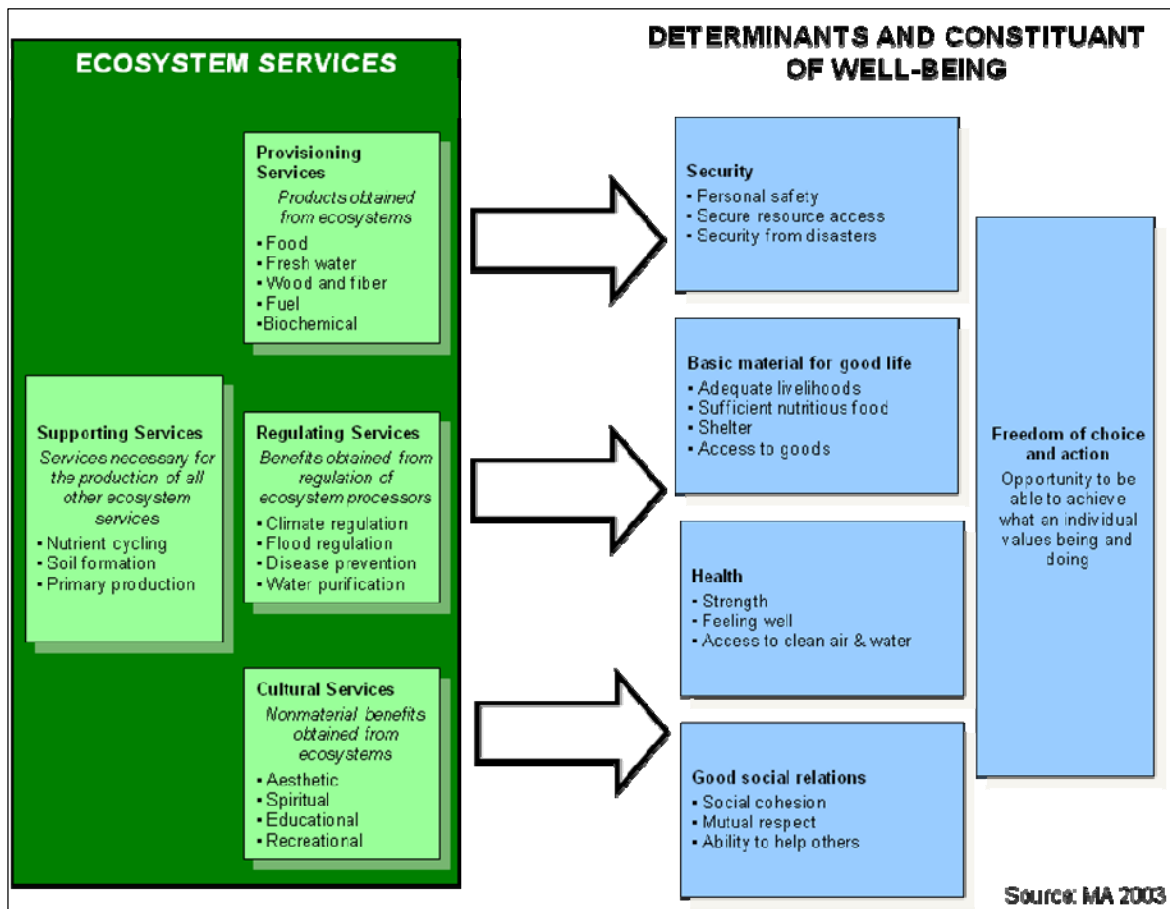 ECOSYSTEM SERVICES
Provisioning
Services
Products obtained
from ecosystems
▪ Food
▪ Fresh water
▪ Wood and fiber
▪ Fuel
▪ Biochemical
Supporting Services
Services necessary for
the production of all
other ecosystem
services
▪ Nutrient cycling
▪ Soil formation
▪ Primary production
Regulating Services
Benefits obtained from
regulation of
ecosystem processors
▪ Climate regulation
▪ Flood regulation
▪ Disease prevention
▪ Water purification
Cultural Services
Nonmaterial benefits
obtained from
ecosystems
▪ Aesthetic
▪ Spiritual
▪ Educational
▪ Recreational
DETERMINANTS AND CONSTITUANT
OF WELL-BEING
Security
▪ Personal safety
▪ Secure resource access
▪ Security from disasters
Basic material for good life
▪ Adequate livelihoods
▪ Sufficient nutritious food
▪ Shelter
▪ Access to goods
Health
▪ Strength
▪ Feeling well
▪ Access to clean air & water
Good social relations
▪ Social cohesion
▪ Mutual respect
▪ Ability to help others
Freedom of choice
and action
Opportunity to be
able to achieve
what an individual
values being and
doing
Source: MA 2003